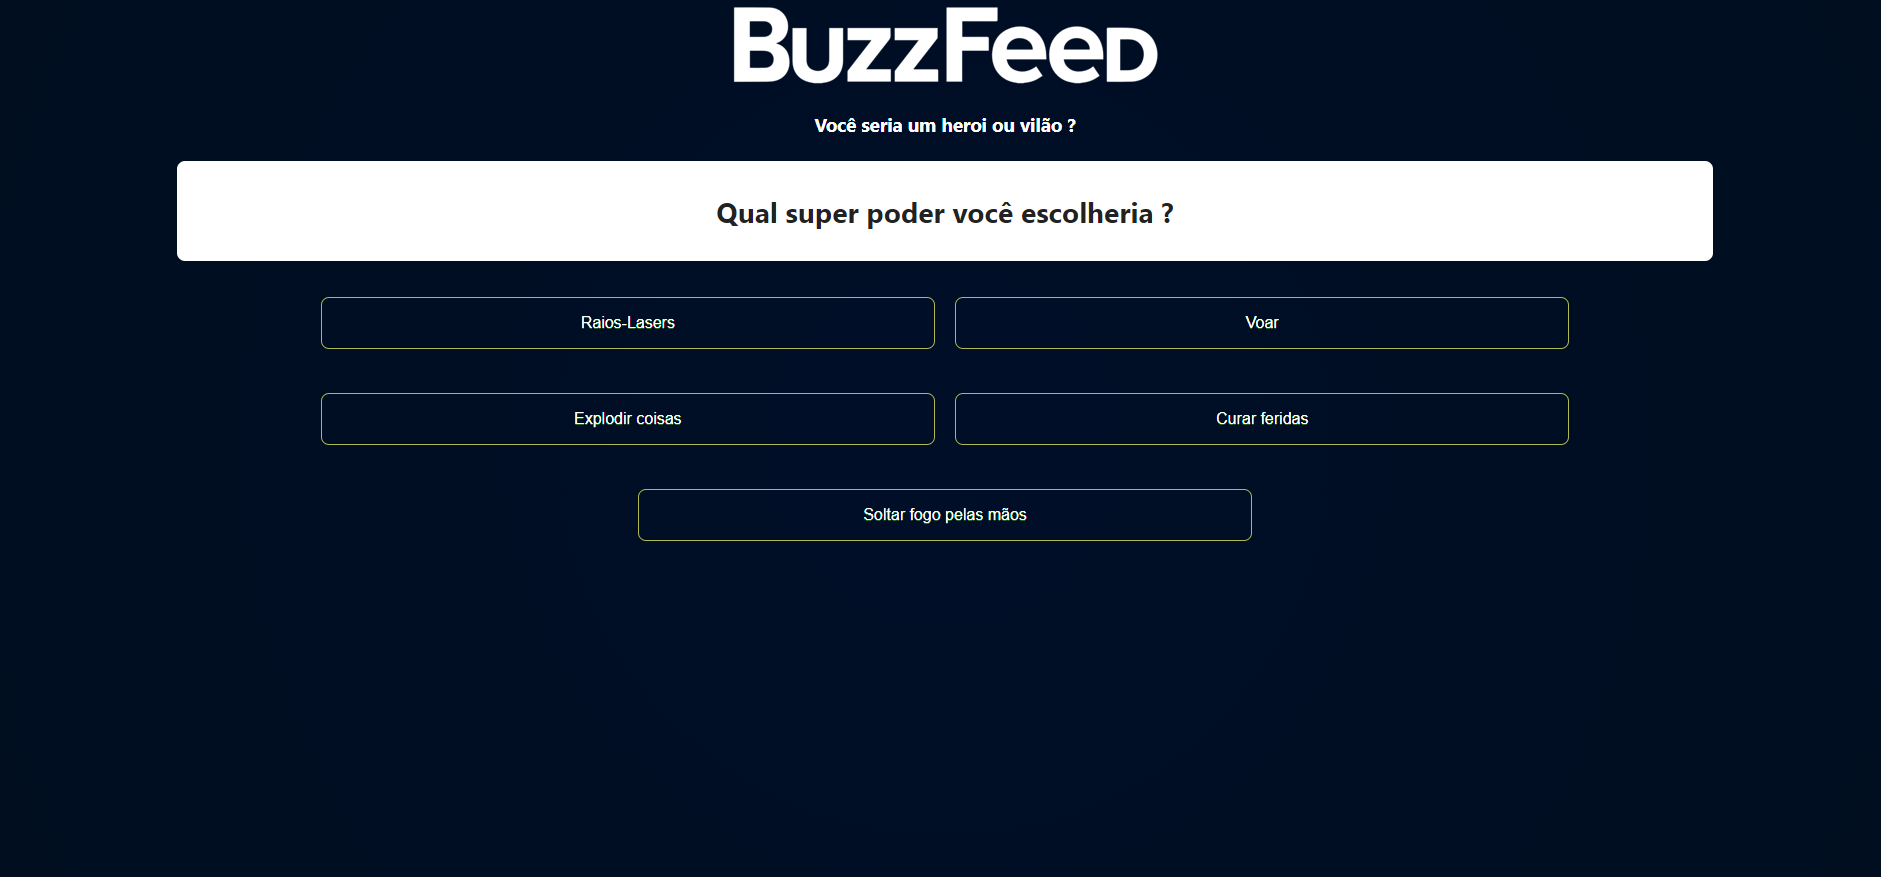 BuzzFeed
Você seria um heroi ou vilão ?
Qual super poder você escolheria ?
Raios-Lasers
Voar
Explodir coisas
Curar feridas
Soltar fogo pelas mãos